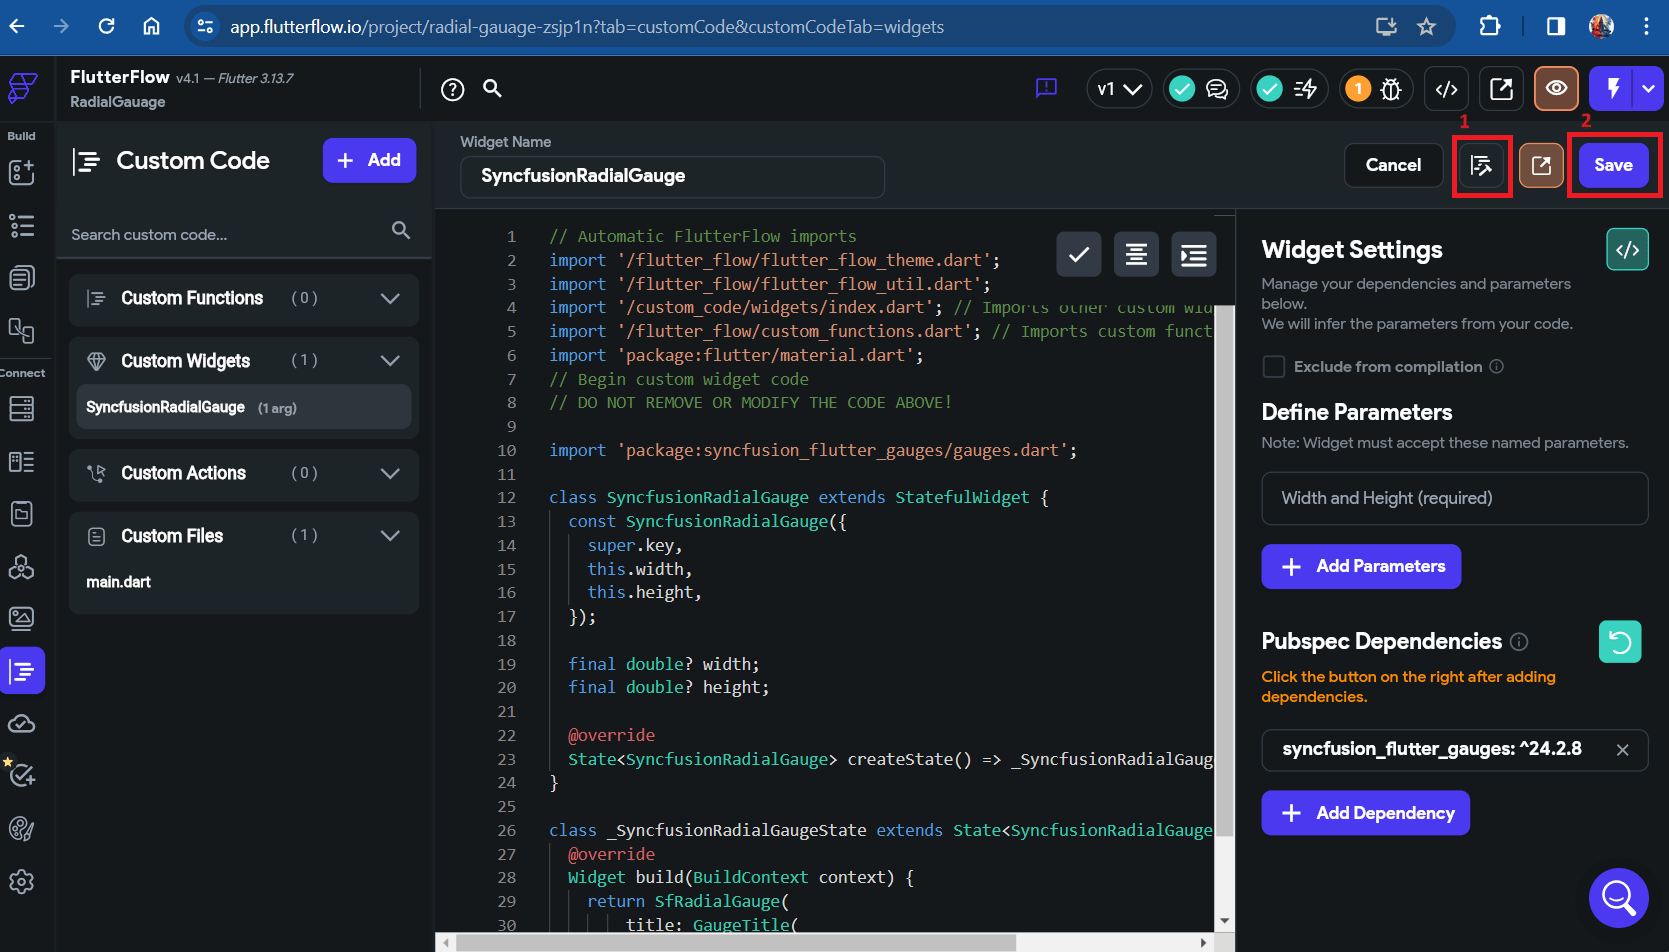 app.flutterflow.io/project/radial-gauage-zsjp1n?tab=customCode&customCodeTab=widgets
FlutterFlow v4.1 — Flutter 3.13.7
RadialGauage
v1
1
1
2
Build
Connect
Custom Code
+ Add
Search custom code...
Custom Functions (0)
Custom Widgets (1)
SyncfusionRadialGauge (1 arg)
Custom Actions (0)
Custom Files (1)
main.dart
Widget Name
SyncfusionRadialGauge
Cancel
Save
1 // Automatic FlutterFlow imports
2 import '/flutter_flow/flutter_flow_theme.dart';
3 import '/flutter_flow/flutter_flow_util.dart';
4 import '/custom_code/widgets/index.dart'; // Imports other custom wid
5 import '/flutter_flow/custom_functions.dart'; // Imports custom funct
6 import 'package:flutter/material.dart';
7 // Begin custom widget code
8 // DO NOT REMOVE OR MODIFY THE CODE ABOVE!
9
10 import 'package:syncfusion_flutter_gauges/gauges.dart';
11
12 class SyncfusionRadialGauge extends StatefulWidget {
13 const SyncfusionRadialGauge({
14 super.key,
15 this.width,
16 this.height,
17 });
18
19 final double? width;
20 final double? height;
21
22 @override
23 State<SyncfusionRadialGauge> createState() => _SyncfusionRadialGaug
24 }
25
26 class _SyncfusionRadialGaugeState extends State<SyncfusionRadialGauge
27 @override
28 Widget build(BuildContext context) {
29 return SfRadialGauge(
30 title: GaugeTitle(
Widget Settings
Manage your dependencies and parameters
below.
We will infer the parameters from your code.
Exclude from compilation
Define Parameters
Note: Widget must accept these named parameters.
Width and Height (required)
+ Add Parameters
Pubspec Dependencies
Click the button on the right after adding
dependencies.
syncfusion_flutter_gauges: ^24.2.8
+ Add Dependency